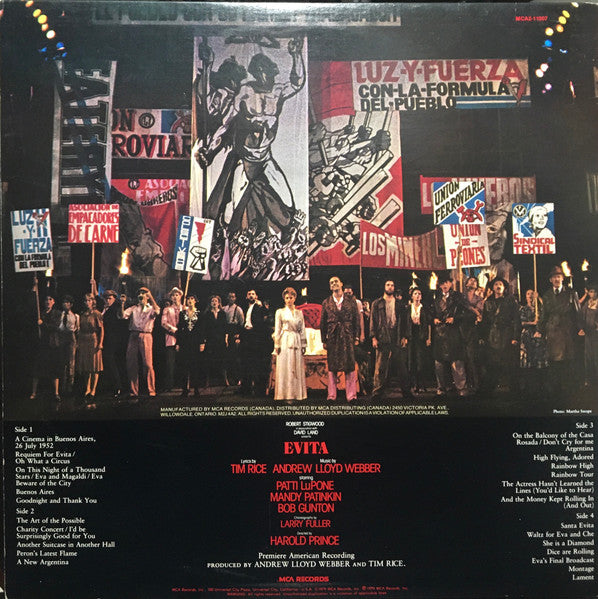 MCA2-11007
LUZ-Y-FUERZA
CON-LA-FORMULA
DEL-PUEBLO
ON
ROVIARI
ASOCIACION DE
EMPACADORES
DE CARNE
LUZ
-Y-
FUERZA
CON LA FORMULA
DEL PUEBLO
UNION
FERROVIARIA
UNION
-DE-
PEONES
SINDICAL
TEXTIL
LOS MIN
Photo: Martha Swope
MANUFACTURED BY MCA RECORDS (CANADA). DISTRIBUTED BY MCA DISTRIBUTING (CANADA) 2450 VICTORIA PK. AVE.
WILLOWDALE, ONTARIO. M2J 4A2 ALL RIGHTS RESERVED. UNAUTHORIZED DUPLICATION IS A VIOLATION OF APPLICABLE LAWS.
ROBERT STIGWOOD
in association with
DAVID LAND
presents
EVITA
Lyrics by
TIM RICE
Music by
ANDREW LLOYD WEBBER
starring
PATTI LuPONE
MANDY PATINKIN
BOB GUNTON
Choreography by
LARRY FULLER
Directed by
HAROLD PRINCE
Premiere American Recording
PRODUCED BY ANDREW LLOYD WEBBER AND TIM RICE.
MCA RECORDS
Side 1
A Cinema in Buenos Aires,
26 July 1952
Requiem For Evita /
Oh What a Circus
On This Night of a Thousand
Stars / Eva and Magaldi / Eva
Beware of the City
Buenos Aires
Goodnight and Thank You
Side 2
The Art of the Possible
Charity Concert / I'd be
Surprisingly Good for You
Another Suitcase in Another Hall
Peron's Latest Flame
A New Argentina
Side 3
On the Balcony of the Casa
Rosada / Don't Cry for me
Argentina
High Flying, Adored
Rainbow High
Rainbow Tour
The Actress Hasn't Learned the
Lines (You'd Like to Hear)
And the Money Kept Rolling In
(And Out)
Side 4
Santa Evita
Waltz for Eva and Che
She is a Diamond
Dice are Rolling
Eva's Final Broadcast
Montage
Lament